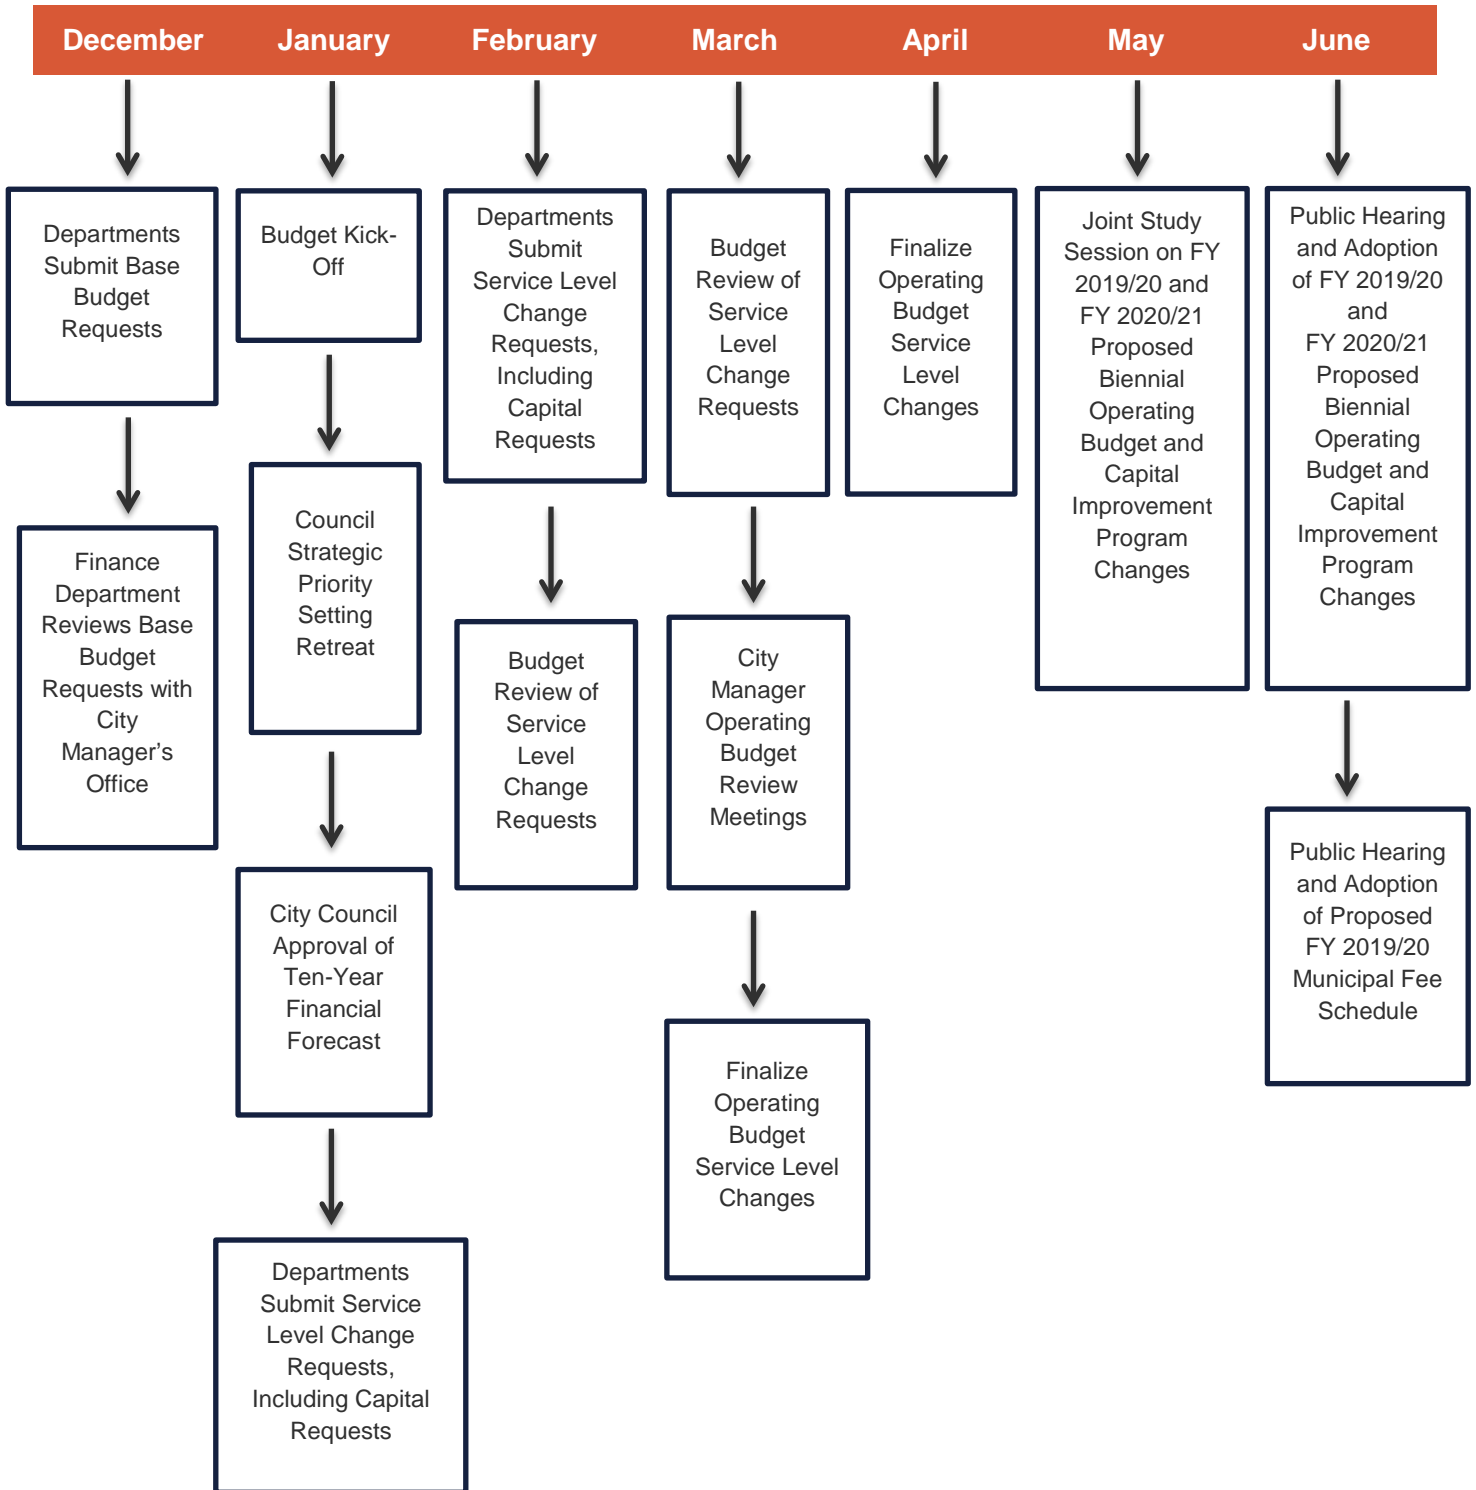 December January February March April May June
Departments
Submit Base
Budget
Requests
Finance
Department
Reviews Base
Budget
Requests with
City
Manager’s
Office
Budget Kick-
Off
Council
Strategic
Priority
Setting
Retreat
City Council
Approval of
Ten-Year
Financial
Forecast
Departments
Submit Service
Level Change
Requests,
Including Capital
Requests
Departments
Submit
Service Level
Change
Requests,
Including
Capital
Requests
Budget
Review of
Service
Level
Change
Requests
Budget
Review of
Service
Level
Change
Requests
City
Manager
Operating
Budget
Review
Meetings
Finalize
Operating
Budget
Service Level
Changes
Finalize
Operating
Budget
Service
Level
Changes
Joint Study
Session on FY
2019/20 and
FY 2020/21
Proposed
Biennial
Operating
Budget and
Capital
Improvement
Program
Changes
Public Hearing
and Adoption
of FY 2019/20
and
FY 2020/21
Proposed
Biennial
Operating
Budget and
Capital
Improvement
Program
Changes
Public Hearing
and Adoption
of Proposed
FY 2019/20
Municipal Fee
Schedule